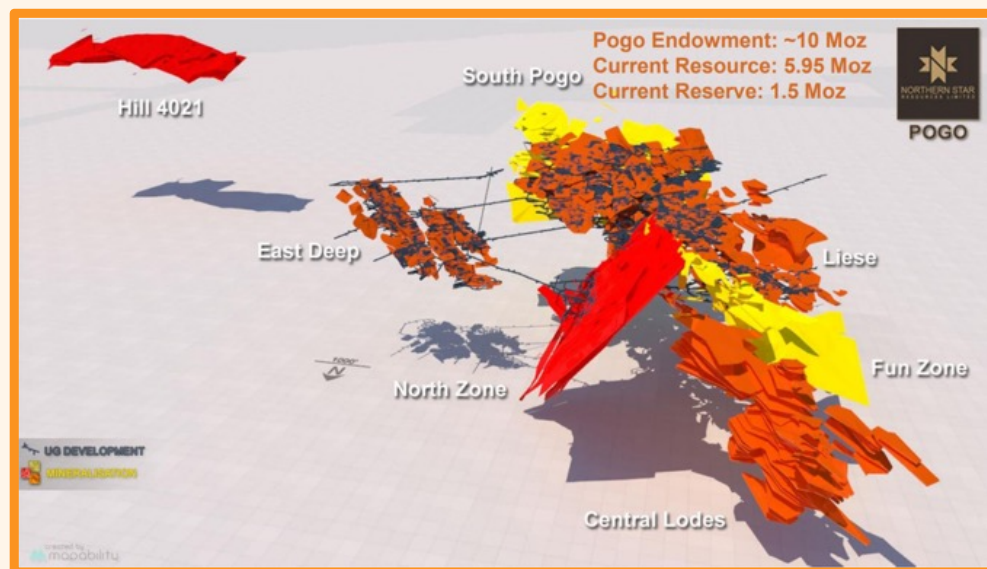 Pogo Endowment: ~10 Moz
Current Resource: 5.95 Moz
Current Reserve: 1.5 Moz
NORTHERN STAR
RESOURCES LIMITED
POGO
South Pogo
Hill 4021
East Deep
Liese
North Zone
Fun Zone
Central Lodes
1000'
N
UG DEVELOPMENT
MINERALISATION
created by
mapability